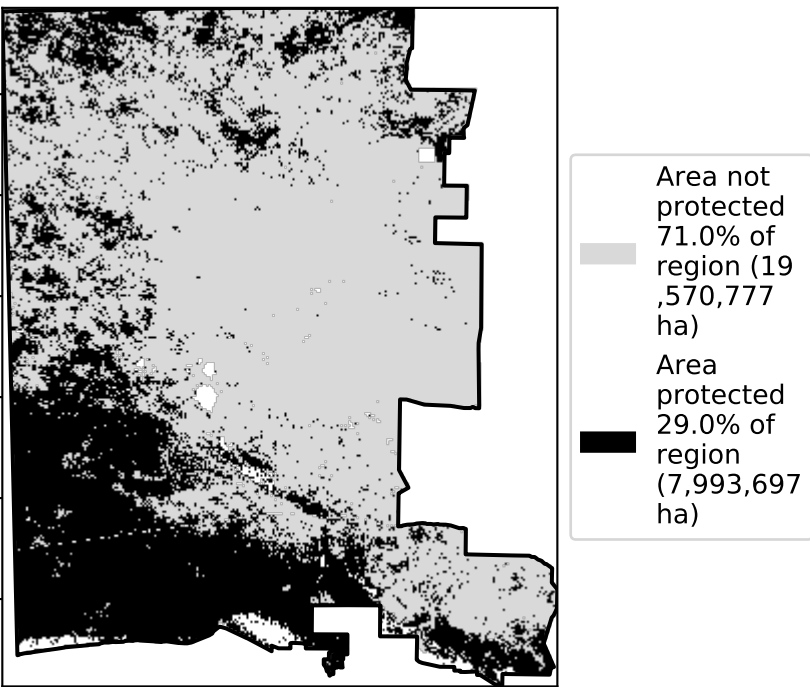 Area not
protected
71.0% of
region (19
,570,777
ha)
Area
protected
29.0% of
region
(7,993,697
ha)